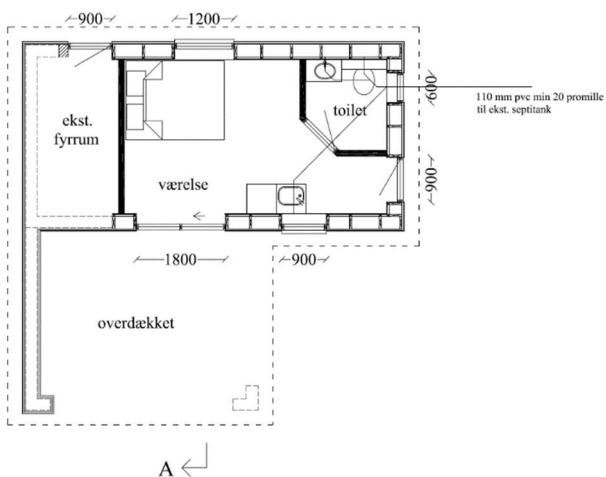 900
1200
600
110 mm pvc min 20 promille
til ekst. septitank
toilet
ekst.
fyrrum
værelse
900
1800
900
overdækket
A